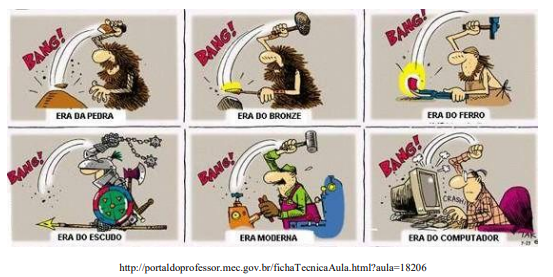 BANG!
ERA DA PEDRA
BANG!
ERA DO BRONZE
BANG!
ERA DO FERRO
BANG!
ERA DO ESCUDO
BANG!
ERA MODERNA
BANG!
CRASH!
ERA DO COMPUTADOR
http://portaldoprofessor.mec.gov.br/fichaTecnicaAula.html?aula=18206